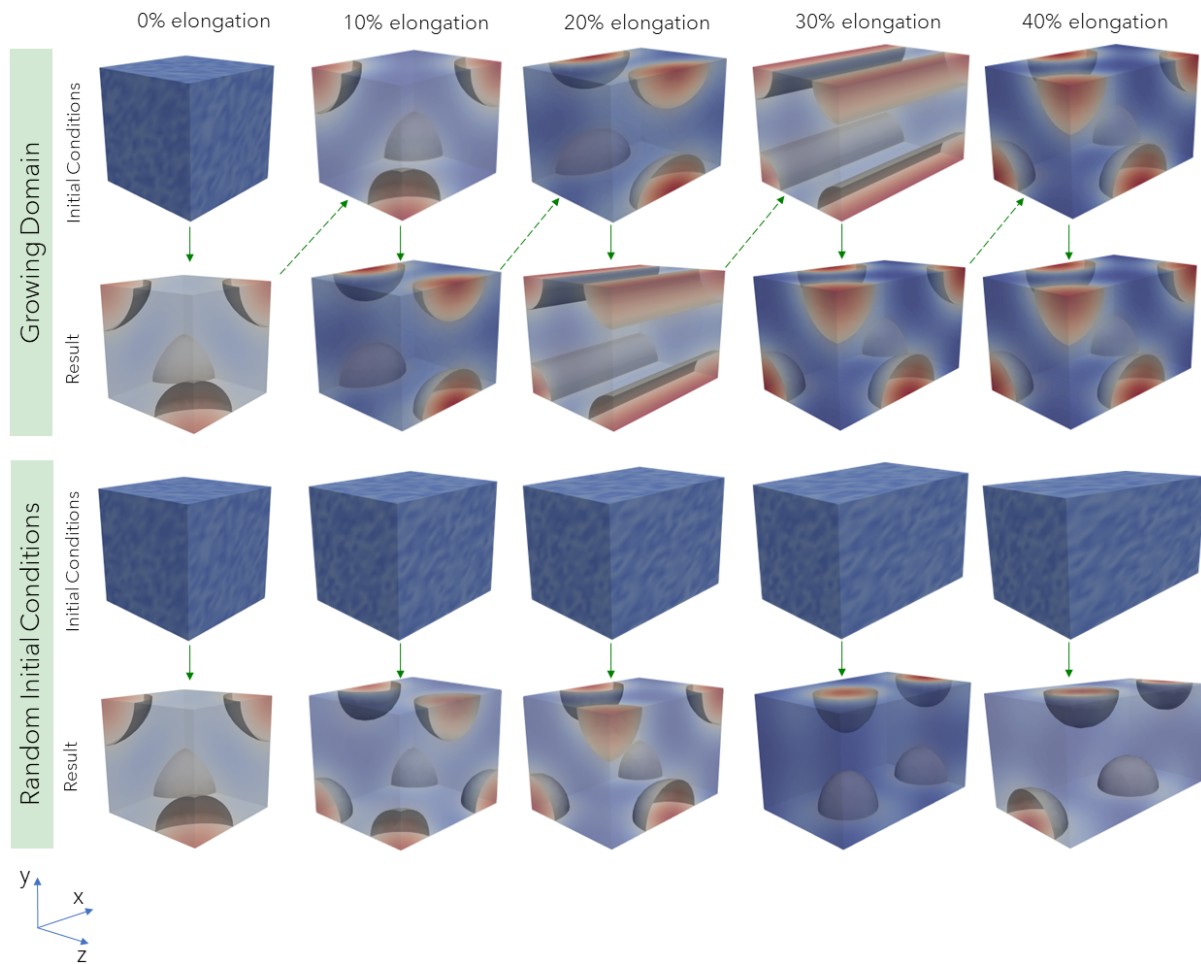 0% elongation
10% elongation
20% elongation
30% elongation
40% elongation
Growing Domain
Initial Conditions
Result
Random Initial Conditions
Initial Conditions
Result
y
x
z